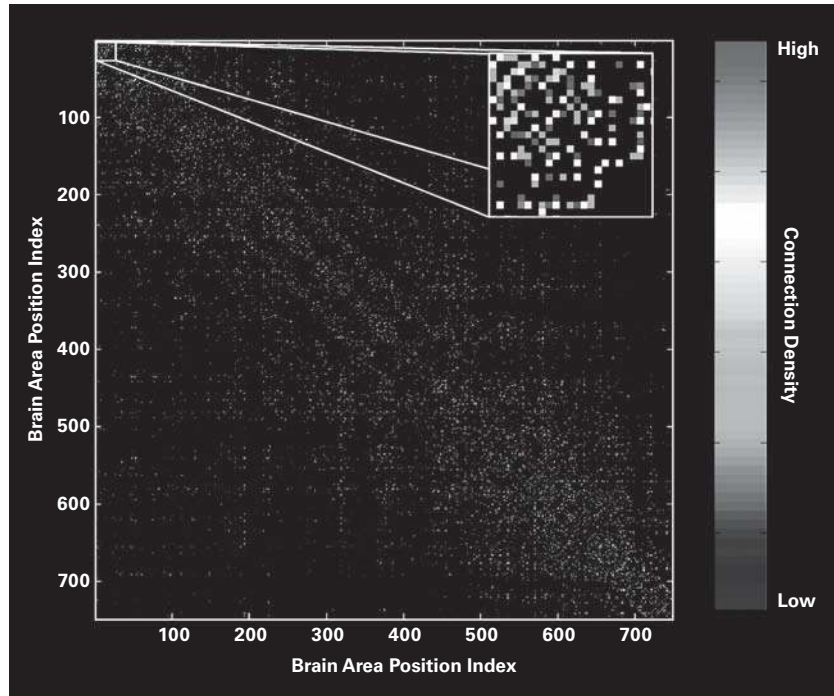 High
100
200
300
400
500
600
700
Brain Area Position Index
Connection Density
Low
100 200 300 400 500 600 700
Brain Area Position Index